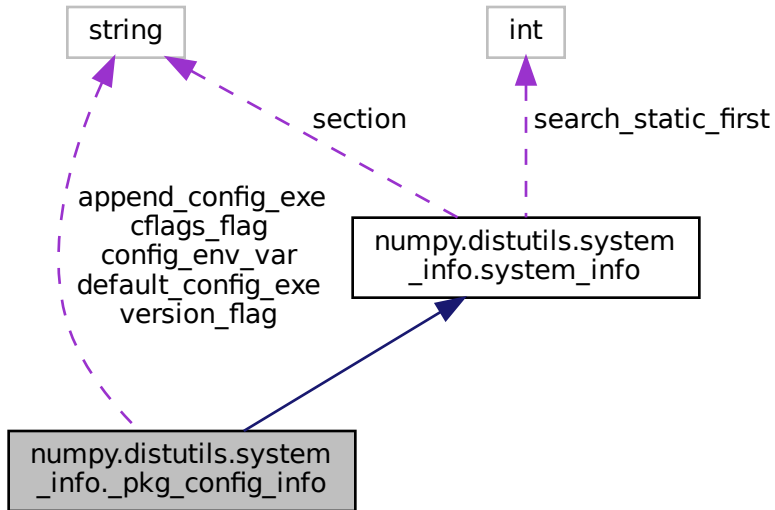 string
int
section
search_static_first
append_config_exe
cflags_flag
config_env_var
default_config_exe
version_flag
numpy.distutils.system
_info.system_info
numpy.distutils.system
_info._pkg_config_info